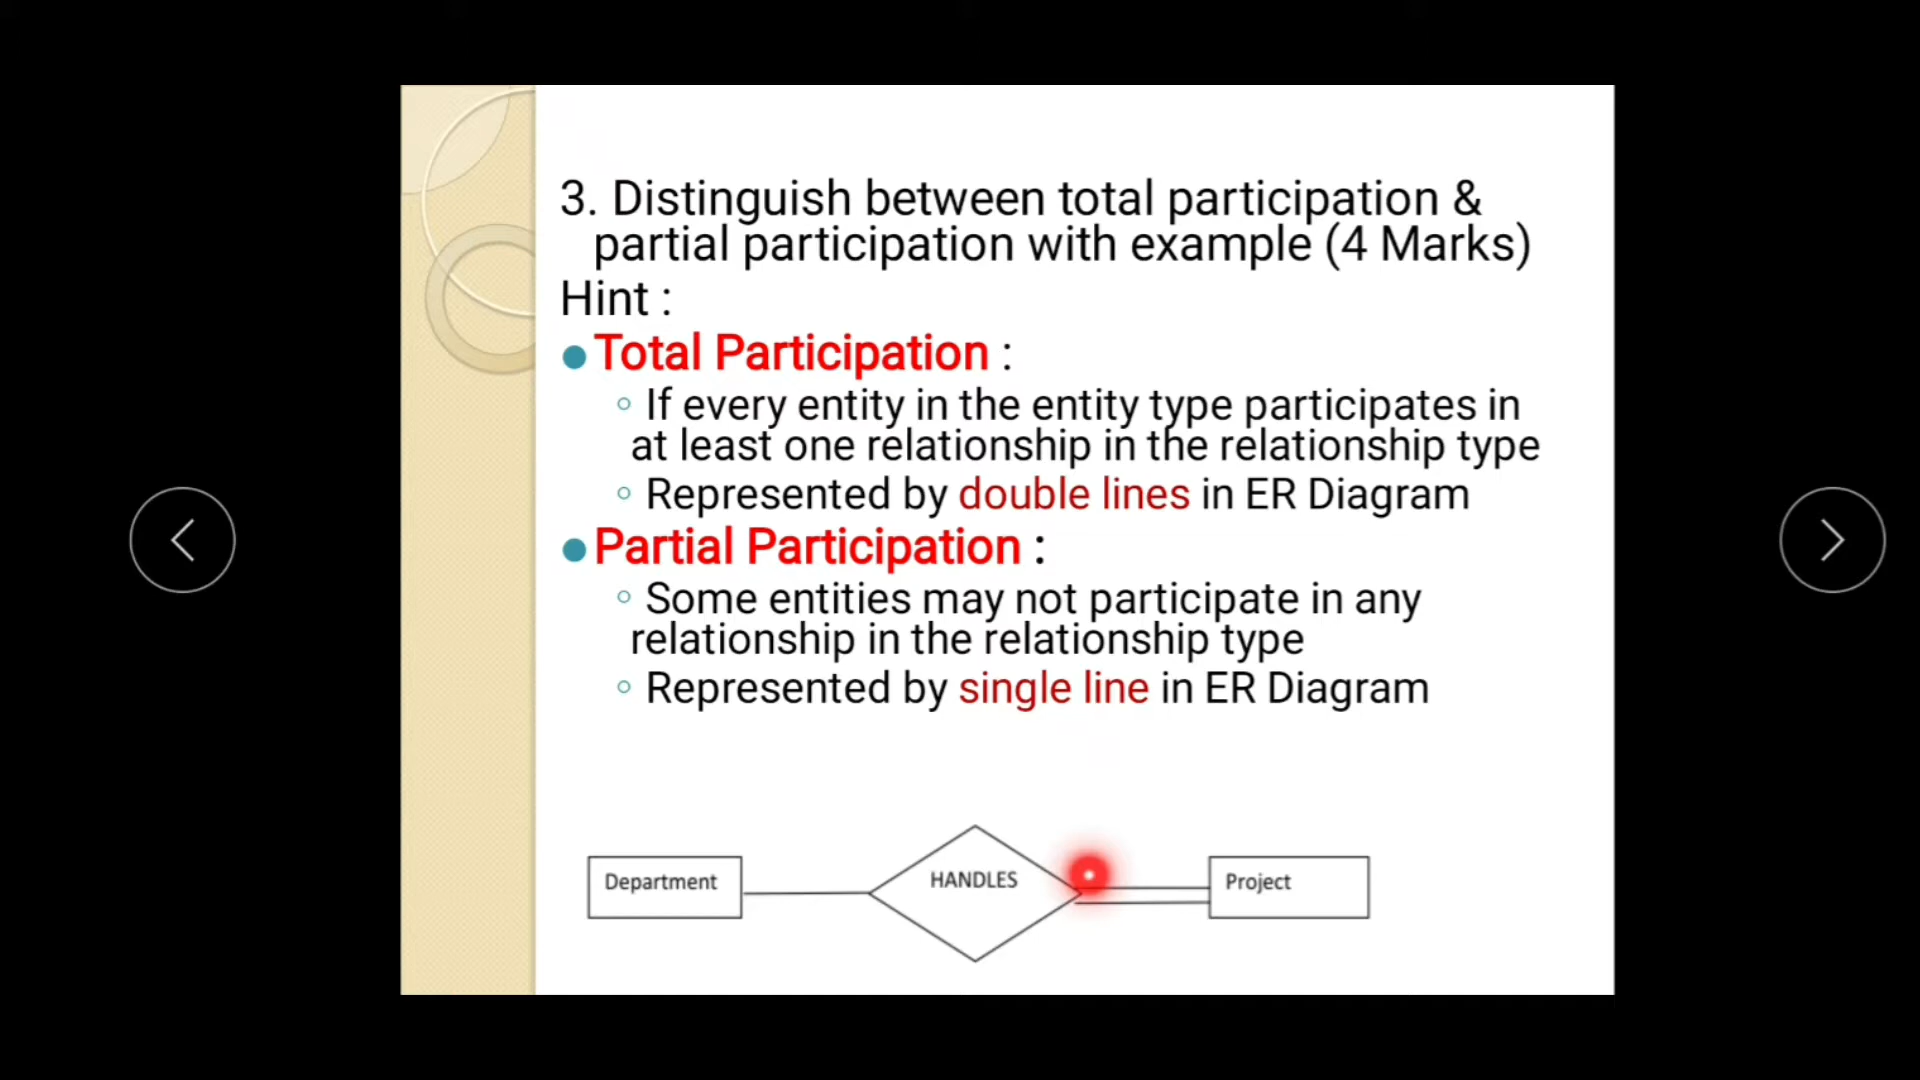 3. Distinguish between total participation &
partial participation with example (4 Marks)
Hint :
Total Participation :
If every entity in the entity type participates in
at least one relationship in the relationship type
Represented by double lines in ER Diagram
Partial Participation :
Some entities may not participate in any
relationship in the relationship type
Represented by single line in ER Diagram
Department HANDLES Project